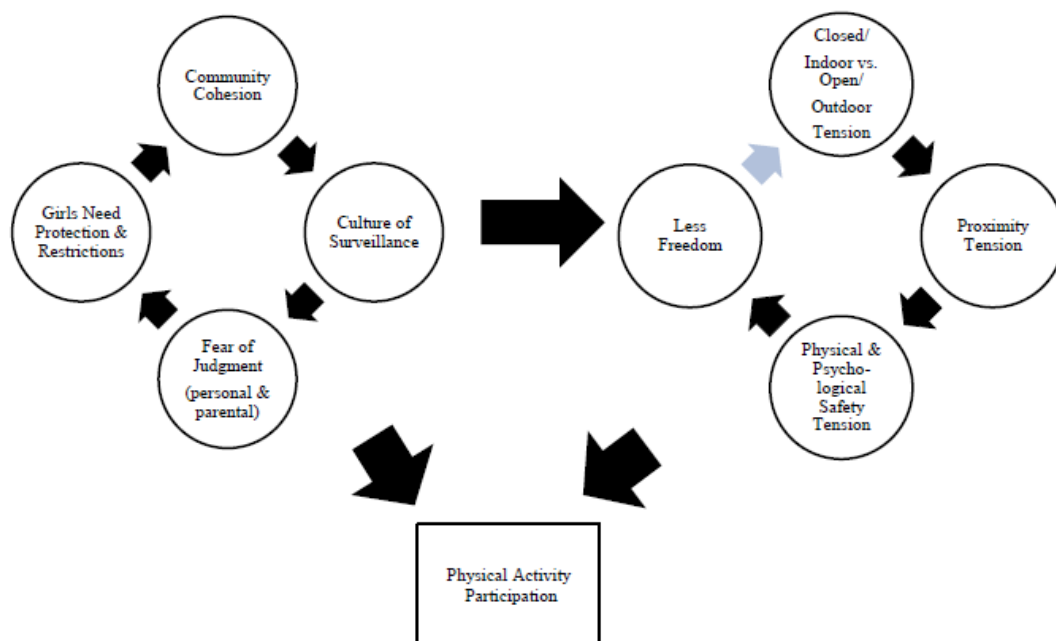 Community
Cohesion
Culture
of Surveillance
Fear of
Judgment
(personal &
parental)
Girls Need
Protection &
Restrictions
Closed/
Indoor vs.
Open/
Outdoor
Tension
Proximity
Tension
Physical &
Psycho-
logical
Safety
Tension
Less
Freedom
Physical Activity
Participation